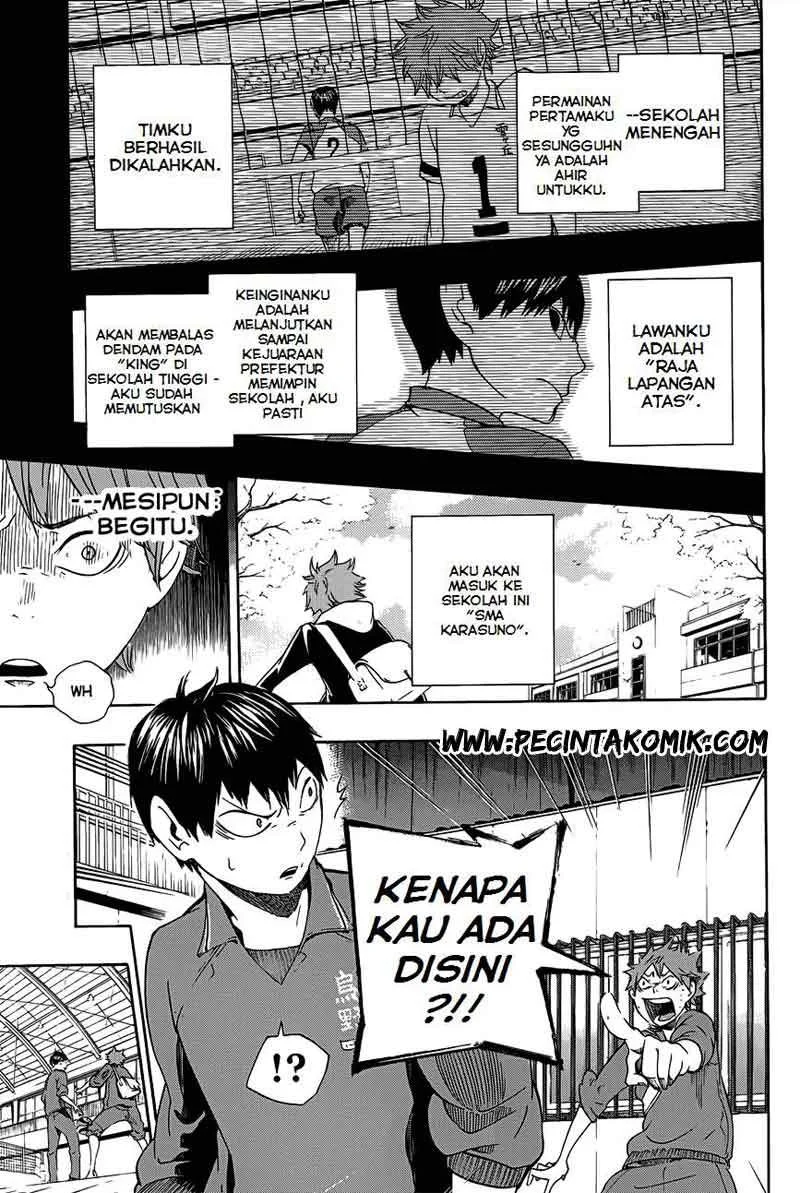 --SEKOLAH
MENENGAH
PERMAINAN
PERTAMAKU
YG
SESUNGGUHN
YA ADALAH
AHIR
UNTUKKU.
TIMKU
BERHASIL
DIKALAHKAN.
1
2
LAWANKU
ADALAH
"RAJA
LAPANGAN
ATAS".
KEINGINANKU
ADALAH
MELANJUTKAN
SAMPAI
KEJUARAAN
PREFEKTUR
MEMIMPIN
SEKOLAH , AKU
PASTI
AKAN MEMBALAS
DENDAM PADA
"KING" DI
SEKOLAH TINGGI -
AKU SUDAH
MEMUTUSKAN
AKU AKAN
MASUK KE
SEKOLAH INI
"SMA
KARASUNO".
---MESIPUN
BEGITU.
WH
WWW.PECINTAKOMIK.COM
KENAPA
KAU ADA
DISINI
?!!
!?